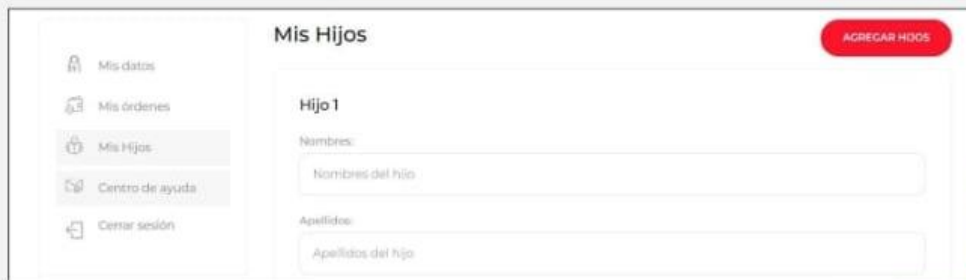 Mis Hijos
AGREGAR HIJOS
Mis datos
Mis órdenes
Mis Hijos
Centro de ayuda
Cerrar sesión
Hijo 1
Nombres:
Nombres del hijo
Apellidos:
Apellidos del hijo